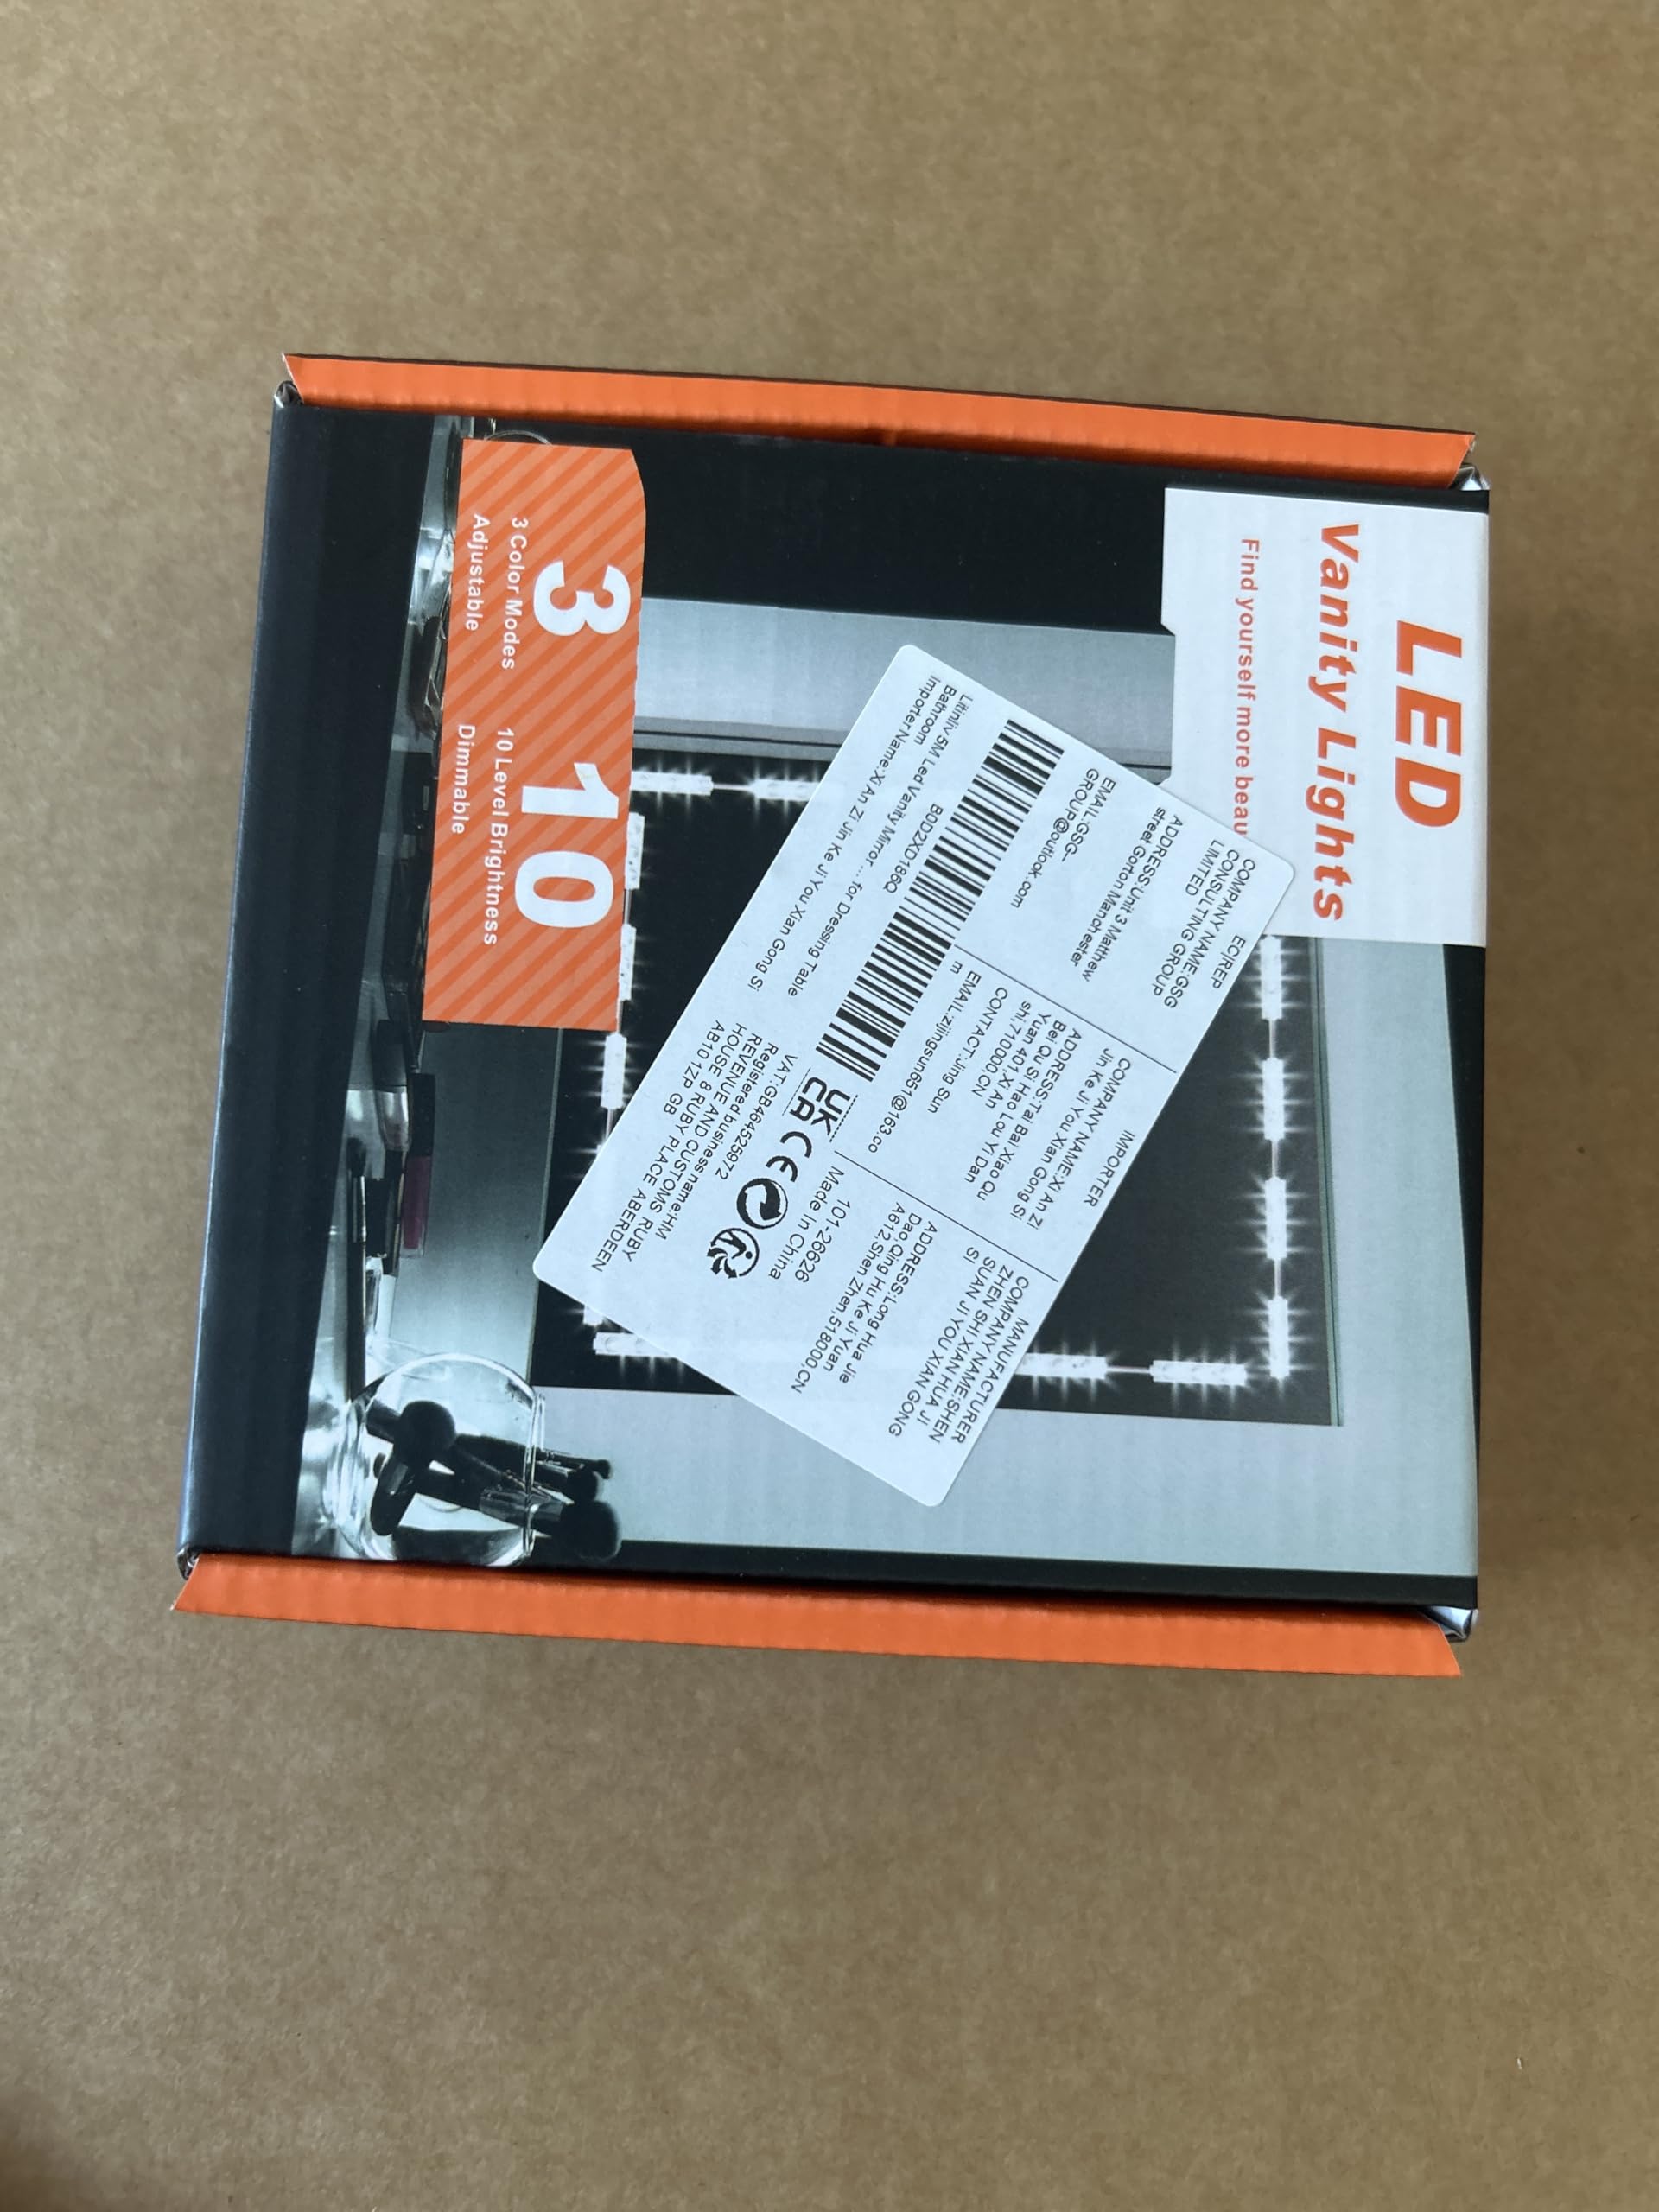 LED
Vanity Lights
Find yourself more beau
EC|REP
COMPANY NAME:GSG
CONSULTING GROUP
LIMITED
ADDRESS:Unit 3 Matthew
street Gorton Manchester
EMAIL:GSG--
GROUP@outlook.com
IMPORTER
COMPANY NAME:Xi An Zi
Jin Ke Ji You Xian Gong Si
ADDRESS:Tai Bai Xiao Qu
Bei Qu Si Hao Lou Yi Dan
Yuan 401,Xi An
shi,710000,CN
CONTACT:Jing Sun
EMAIL:zijingsun651@163.co
m
MANUFACTURER
COMPANY NAME:SHEN
ZHEN SHI XIAN HUA JI
SUAN JI YOU XIAN GONG
SI
ADDRESS:Long Hua Jie
Dao,Qing Hu Ke Ji Yuan
A612,Shen Zhen,518000,CN
UK
CA
CE
101-26626
Made in China
B0D2XD186Q
Litinliv 5M Led Vanity Mirror ... for Dressing Table
Bathroom
Importer Name:Xi An Zi Jin Ke Ji You Xian Gong Si
VAT:GB464525972
Registered business name:HM
REVENUE AND CUSTOMS RUBY
HOUSE 8 RUBY PLACE ABERDEEN
AB10 1ZP GB
3
3 Color Modes
Adjustable
10
10 Level Brightness
Dimmable